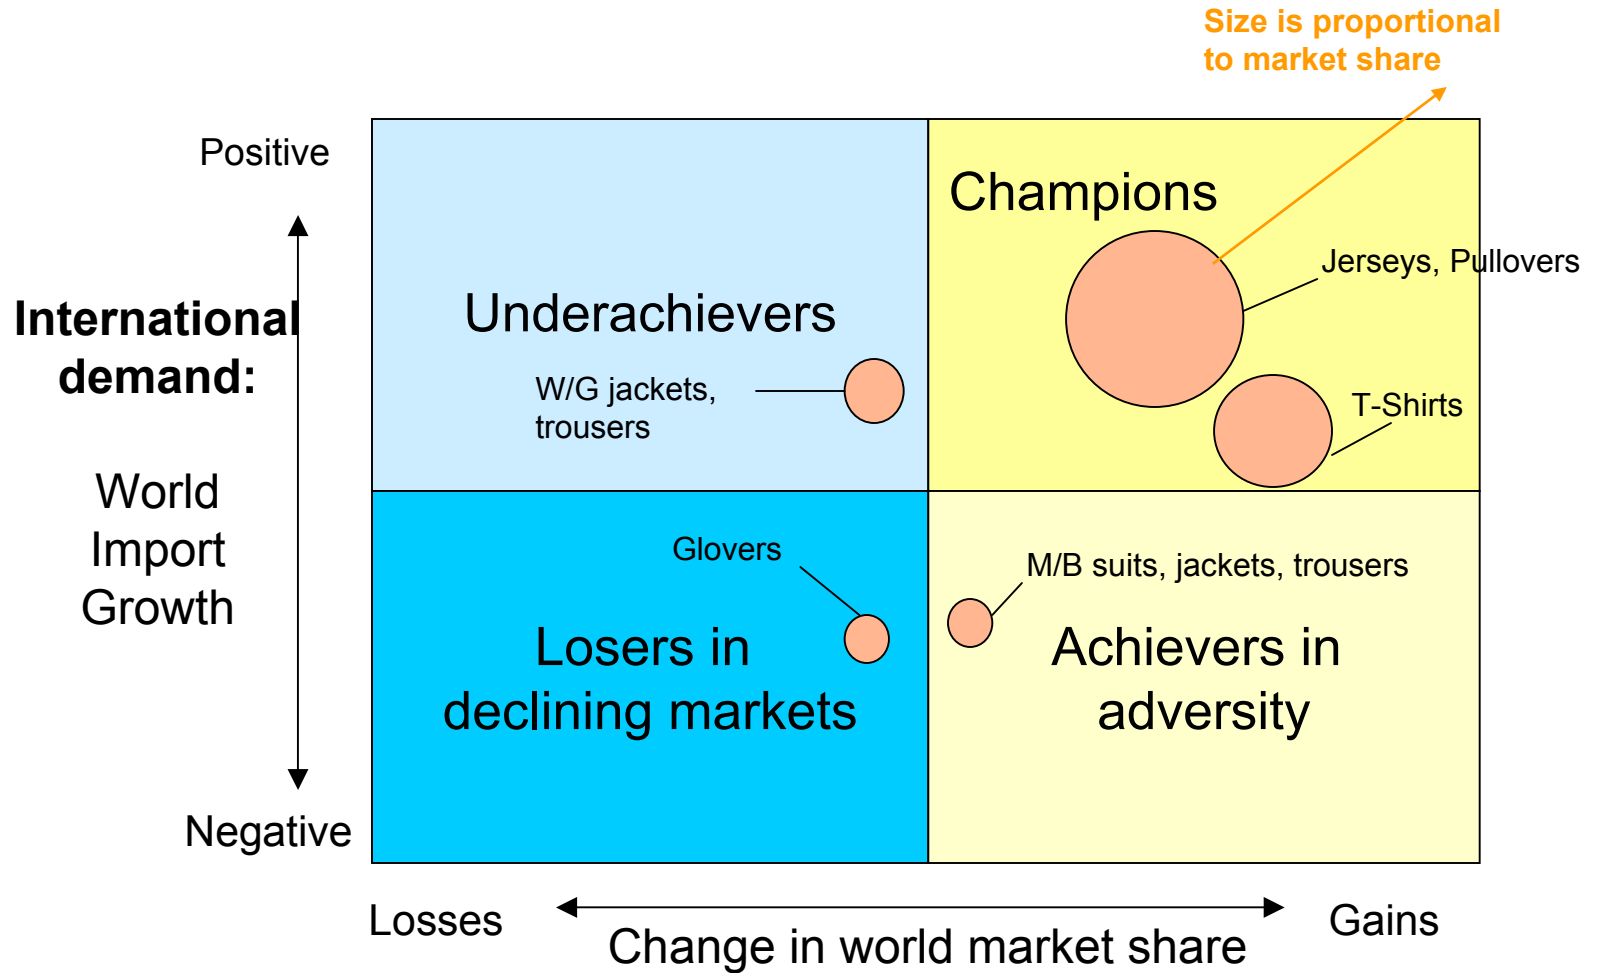 Size is proportional
to market share
Positive
Champions
Jerseys, Pullovers
International
demand:
Underachievers
W/G jackets,
trousers
T-Shirts
World
Import
Growth
Glovers
M/B suits, jackets, trousers
Losers in
declining markets
Achievers in
adversity
Negative
Losses
Gains
Change in world market share